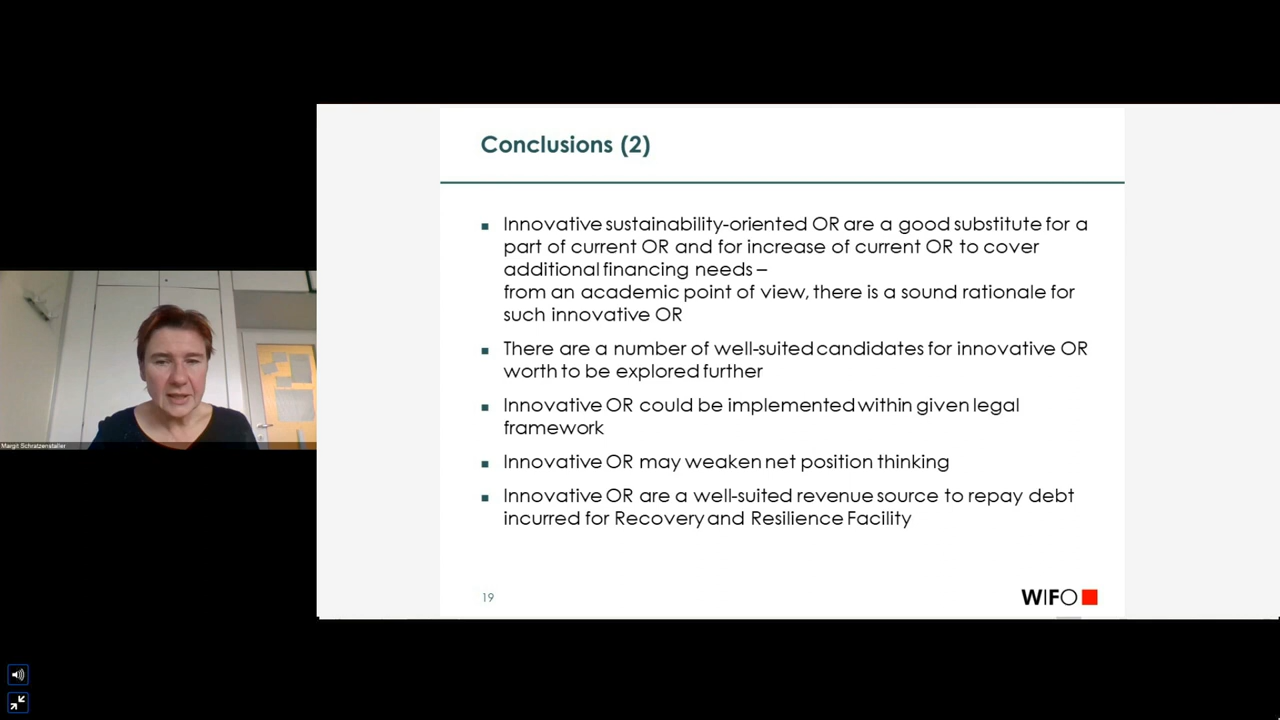 Conclusions (2)
Innovative sustainability-oriented OR are a good substitute for a
part of current OR and for increase of current OR to cover
additional financing needs –
from an academic point of view, there is a sound rationale for
such innovative OR
There are a number of well-suited candidates for innovative OR
worth to be explored further
Innovative OR could be implemented within given legal
framework
Innovative OR may weaken net position thinking
Innovative OR are a well-suited revenue source to repay debt
incurred for Recovery and Resilience Facility
19
WIFO
Margit Schratzenstaller